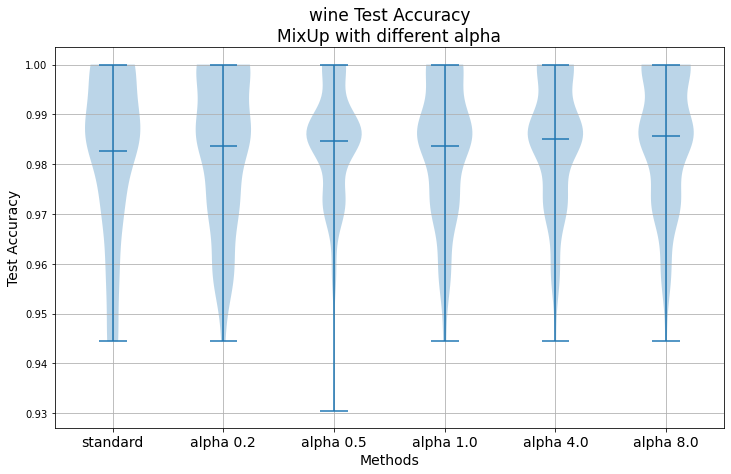 wine Test Accuracy
MixUp with different alpha
1.00
0.99
0.98
0.97
0.96
0.95
0.94
0.93
Test Accuracy
standard alpha 0.2 alpha 0.5 alpha 1.0 alpha 4.0 alpha 8.0
Methods